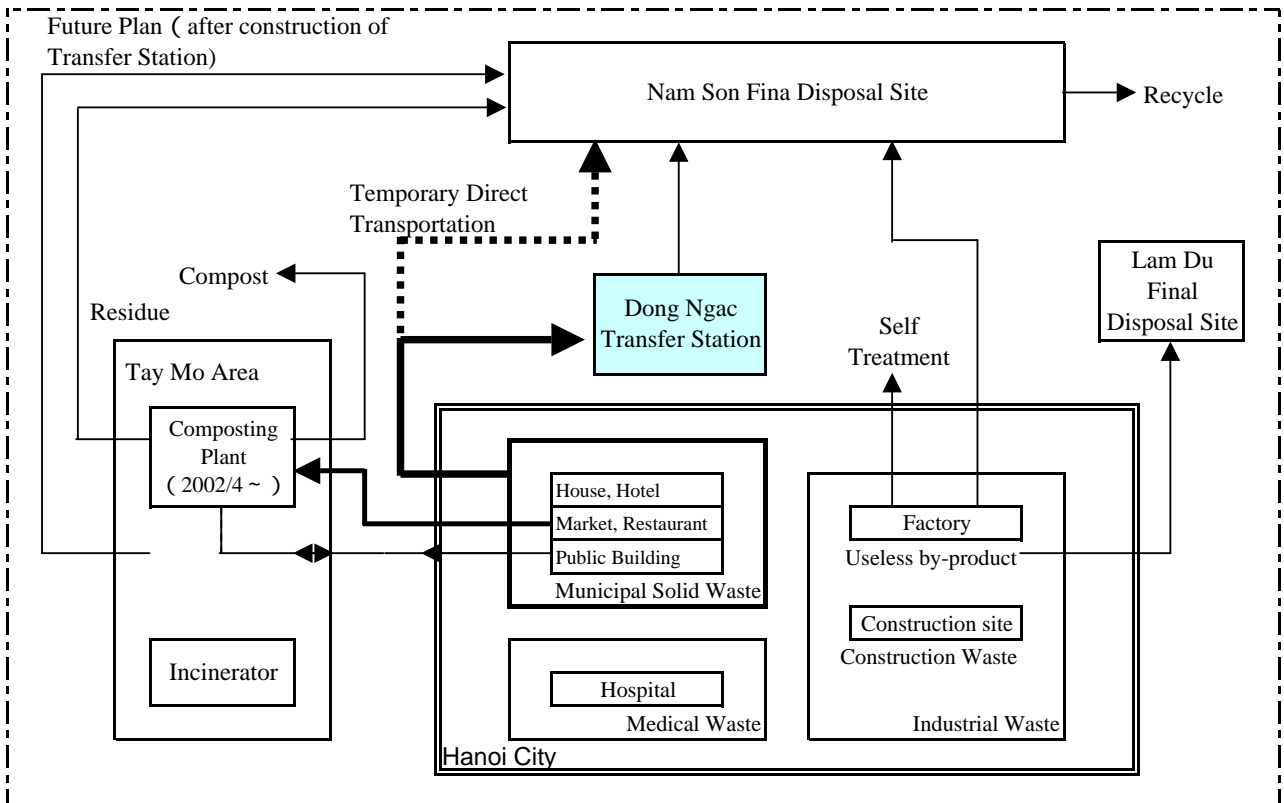 Future Plan ( after construction of
Transfer Station)
Nam Son Fina Disposal Site
Recycle
Temporary Direct
Transportation
Compost
Residue
Dong Ngac
Transfer Station
Self
Treatment
Lam Du
Final
Disposal Site
Tay Mo Area
Composting
Plant
( 2002/4 ~ )
House, Hotel
Market, Restaurant
Public Building
Municipal Solid Waste
Factory
Useless by-product
Construction site
Construction Waste
Incinerator
Hospital
Medical Waste
Industrial Waste
Hanoi City